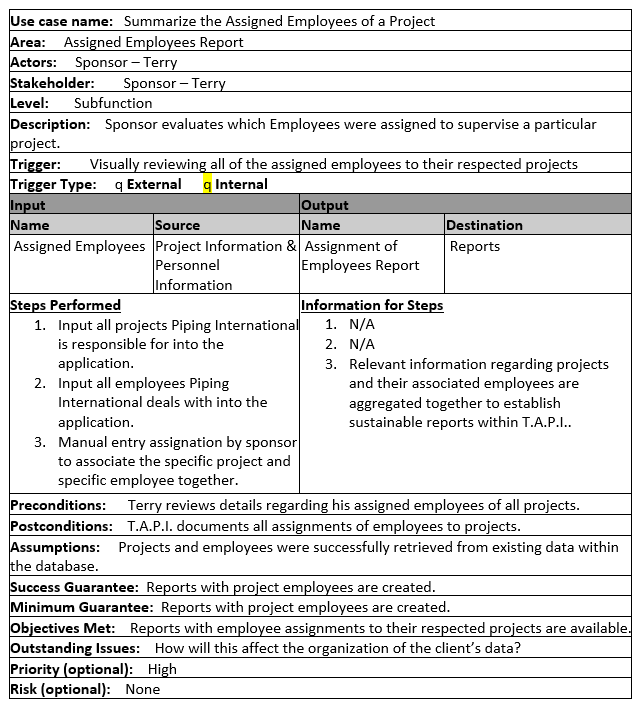 Use case name: Summarize the Assigned Employees of a Project
Area: Assigned Employees Report
Actors: Sponsor – Terry
Stakeholder: Sponsor – Terry
Level: Subfunction
Description: Sponsor evaluates which Employees were assigned to supervise a particular
project.
Trigger: Visually reviewing all of the assigned employees to their respected projects
Trigger Type: q External q Internal
Input Output
Name Source Name Destination
Assigned Employees Project Information & Assignment of Reports
Personnel Employees Report
Information
Steps Performed
1. Input all projects Piping International
is responsible for into the
application.
2. Input all employees Piping
International deals with into the
application.
3. Manual entry assignation by sponsor
to associate the specific project and
specific employee together.
Information for Steps
1. N/A
2. N/A
3. Relevant information regarding projects
and their associated employees are
aggregated together to establish
sustainable reports within T.A.P.I..
Preconditions: Terry reviews details regarding his assigned employees of all projects.
Postconditions: T.A.P.I. documents all assignments of employees to projects.
Assumptions: Projects and employees were successfully retrieved from existing data within
the database.
Success Guarantee: Reports with project employees are created.
Minimum Guarantee: Reports with project employees are created.
Objectives Met: Reports with employee assignments to their respected projects are available.
Outstanding Issues: How will this affect the organization of the client's data?
Priority (optional): High
Risk (optional): None